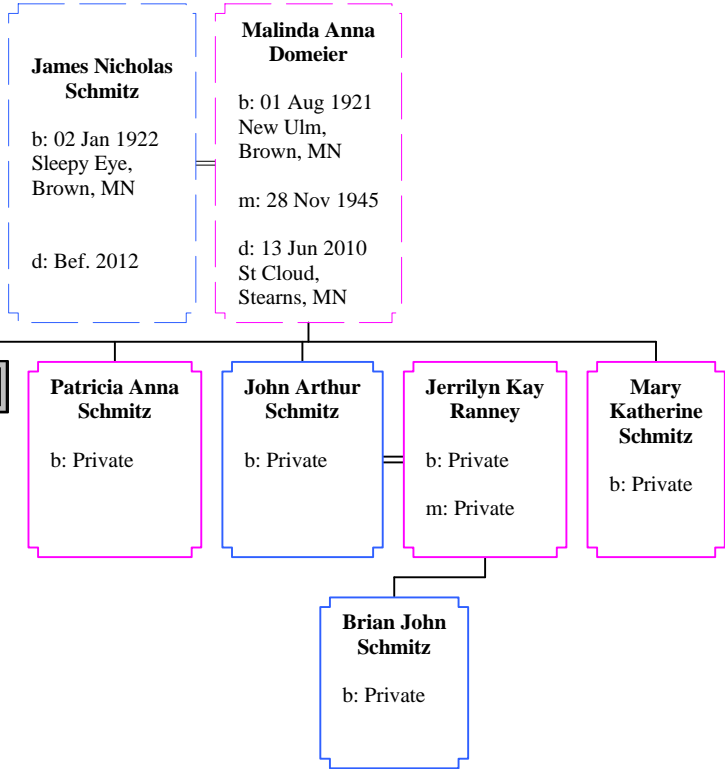 James Nicholas
Schmitz
b: 02 Jan 1922
Sleepy Eye,
Brown, MN
d: Bef. 2012
Malinda Anna
Domeier
b: 01 Aug 1921
New Ulm,
Brown, MN
m: 28 Nov 1945
d: 13 Jun 2010
St Cloud,
Stearns, MN
Patricia Anna
Schmitz
b: Private
John Arthur
Schmitz
b: Private
Jerrilyn Kay
Ranney
b: Private
m: Private
Mary
Katherine
Schmitz
b: Private
Brian John
Schmitz
b: Private